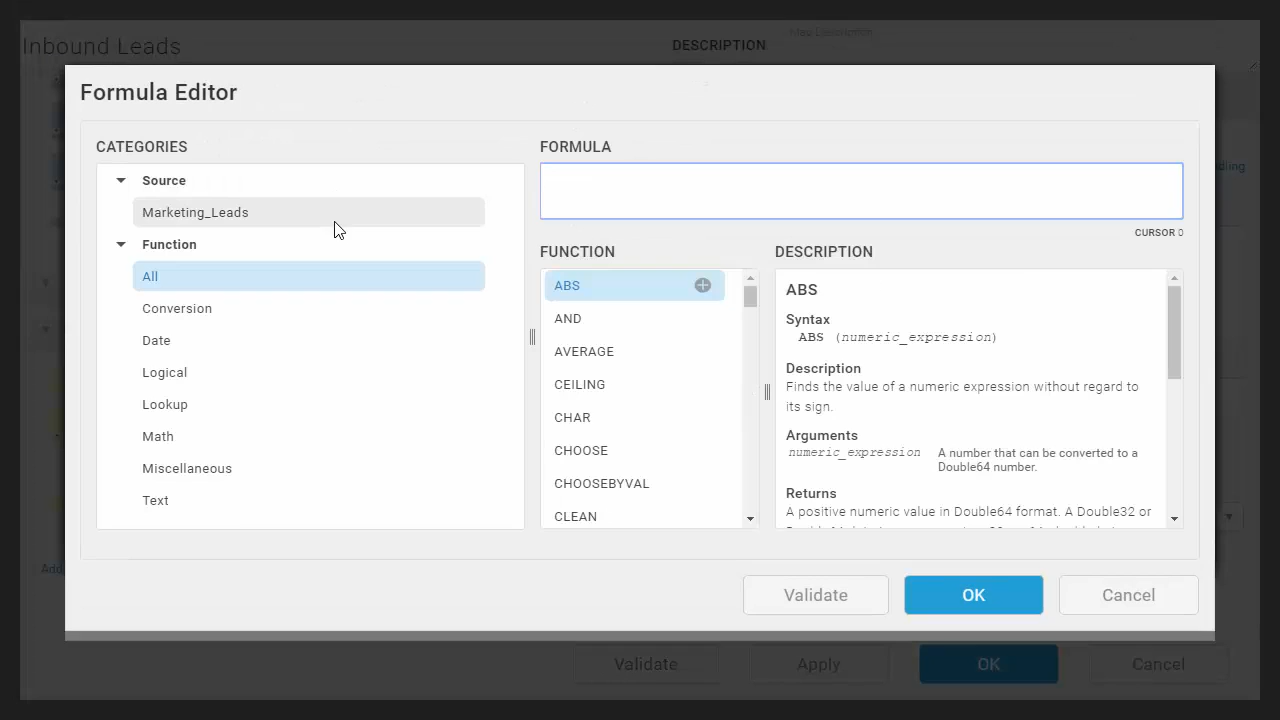 Inbound Leads
DESCRIPTION
Map Description
Formula Editor
CATEGORIES
Source
Marketing_Leads
Function
All
Conversion
Date
Logical
Lookup
Math
Miscellaneous
Text
FORMULA
CURSOR 0
FUNCTION
ABS
AND
AVERAGE
CEILING
CHAR
CHOOSE
CHOOSEBYVAL
CLEAN
DESCRIPTION
ABS
Syntax
ABS (numeric_expression)
Description
Finds the value of a numeric expression without regard to
its sign.
Arguments
numeric_expression A number that can be converted to a
Double64 number.
Returns
A positive numeric value in Double64 format. A Double32 or
Validate
OK
Cancel
Validate
Apply
OK
Cancel